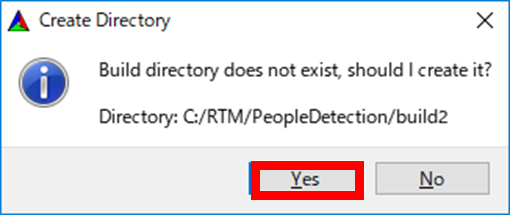 Create Directory
Build directory does not exist, should I create it?
Directory: C:/RTM/PeopleDetection/build2
Yes
No